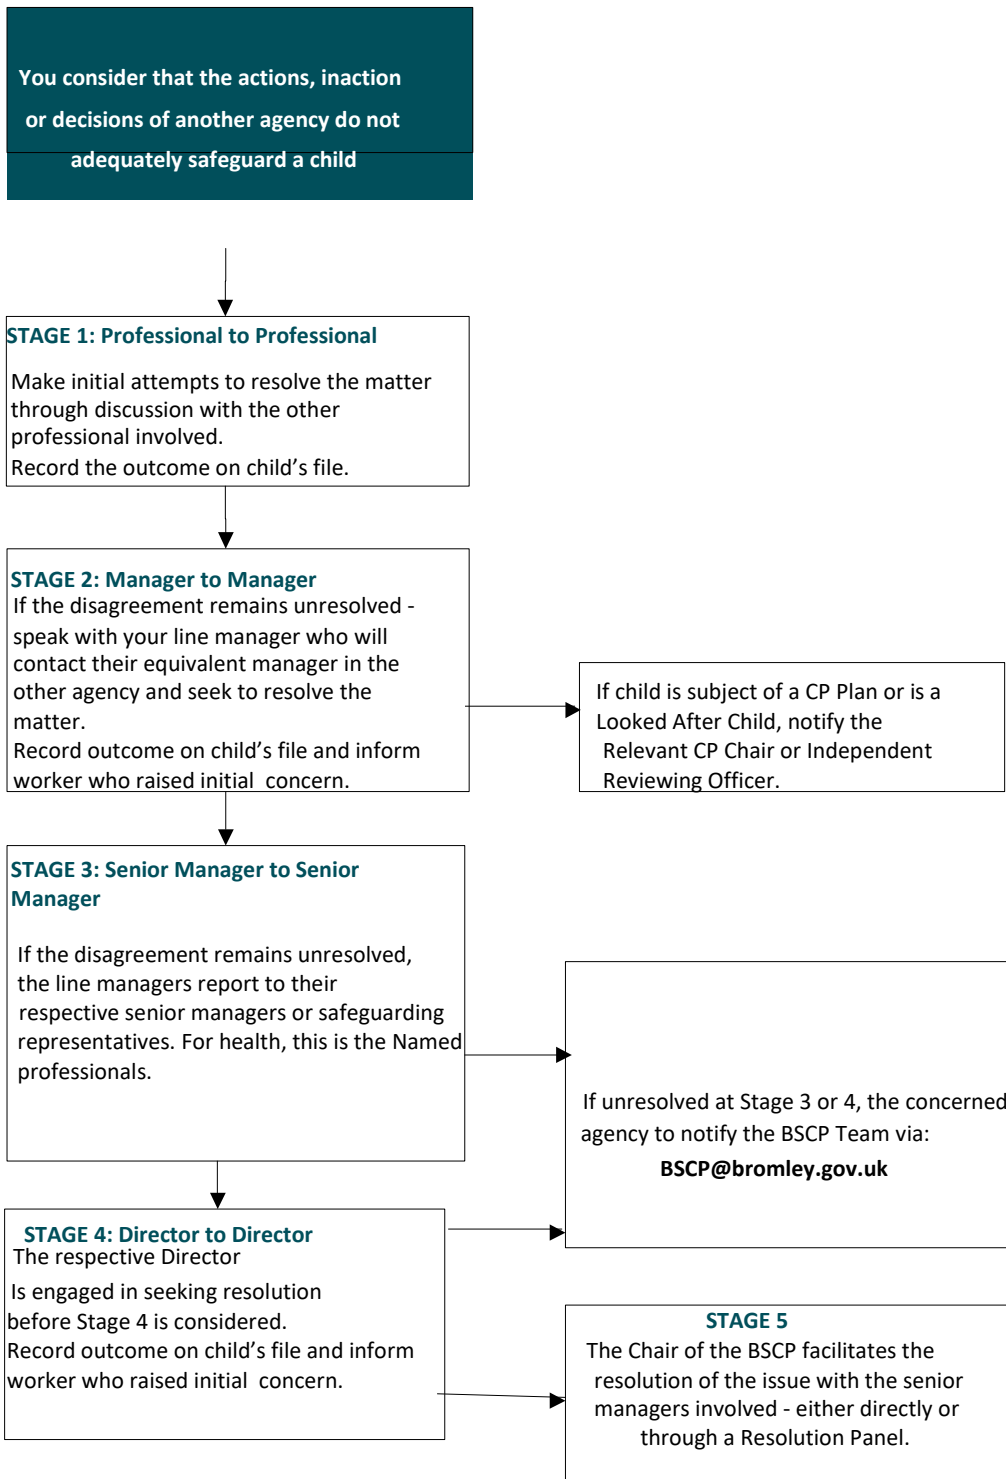 You consider that the actions, inaction
or decisions of another agency do not
adequately safeguard a child
STAGE 1: Professional to Professional
Make initial attempts to resolve the matter
through discussion with the other
professional involved.
Record the outcome on child’s file.
STAGE 2: Manager to Manager
If the disagreement remains unresolved -
speak with your line manager who will
contact their equivalent manager in the
other agency and seek to resolve the
matter.
Record outcome on child’s file and inform
worker who raised initial concern.
If child is subject of a CP Plan or is a
Looked After Child, notify the
Relevant CP Chair or Independent
Reviewing Officer.
STAGE 3: Senior Manager to Senior
Manager
If the disagreement remains unresolved,
the line managers report to their
respective senior managers or safeguarding
representatives. For health, this is the Named
professionals.
If unresolved at Stage 3 or 4, the concerned
agency to notify the BSCP Team via:
BSCP@bromley.gov.uk
STAGE 4: Director to Director
The respective Director
Is engaged in seeking resolution
before Stage 4 is considered.
Record outcome on child’s file and inform
worker who raised initial concern.
STAGE 5
The Chair of the BSCP facilitates the
resolution of the issue with the senior
managers involved - either directly or
through a Resolution Panel.